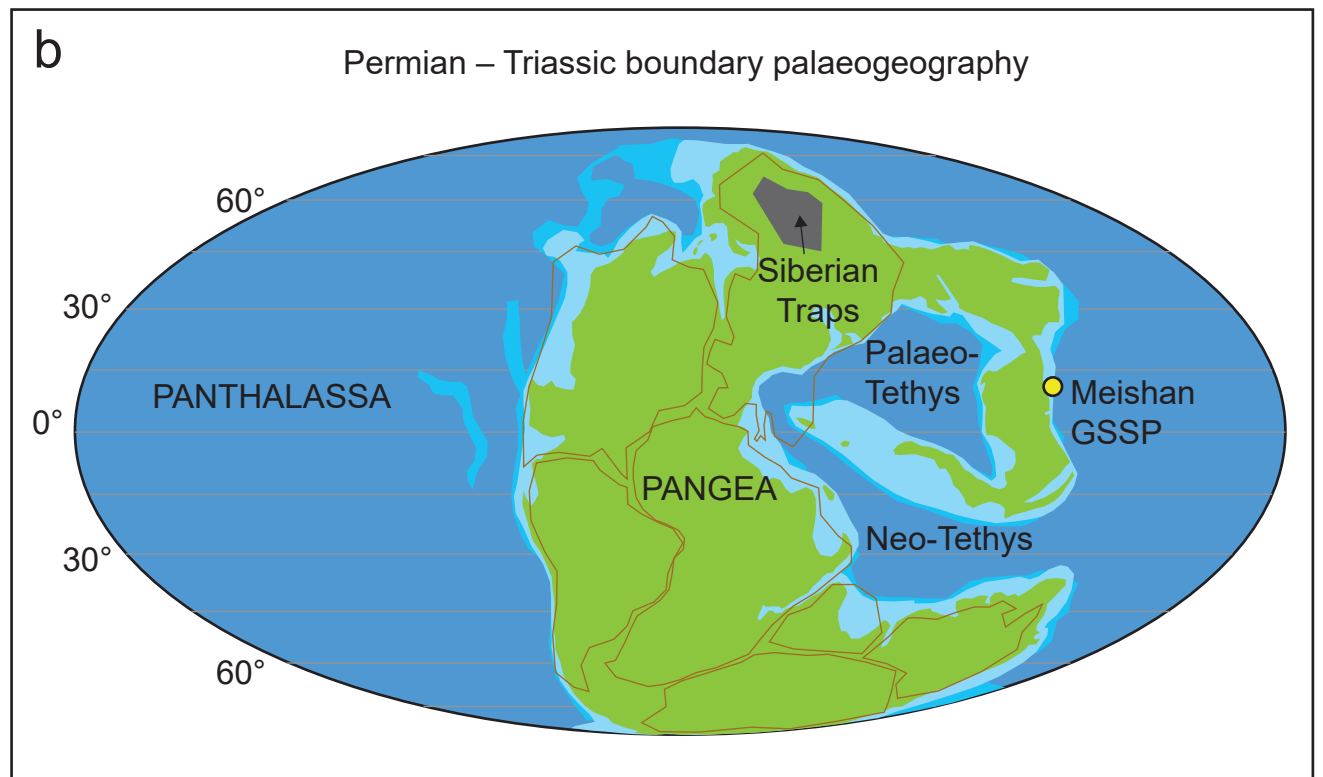 b
Permian – Triassic boundary palaeogeography
60°
30°
0°
30°
60°
PANTHALASSA
PANGEA
Siberian
Traps
Palaeo-
Tethys
Meishan
GSSP
Neo-Tethys